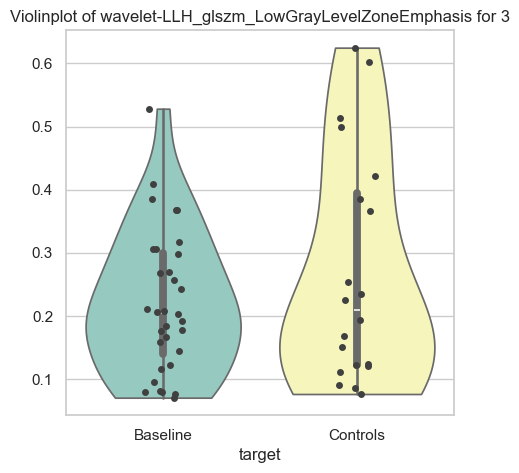 Violinplot of wavelet-LLH_glszm_LowGrayLevelZoneEmphasis for 3
0.6
0.5
0.4
0.3
0.2
0.1
Baseline Controls
target